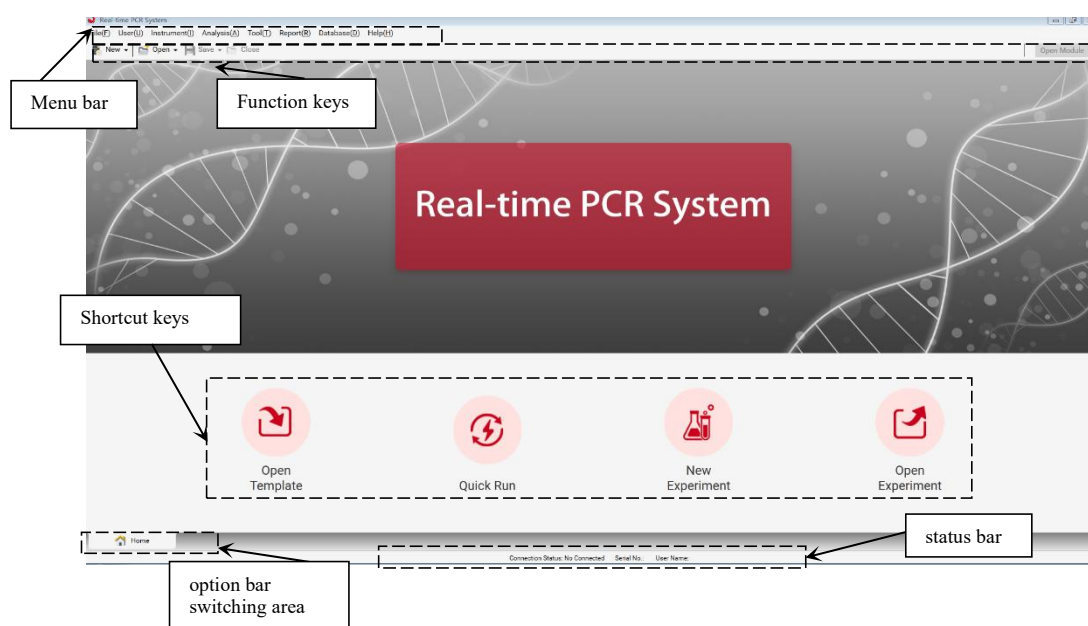 Real-time PCR System
File(F) User(U) Instrument(I) Analysis(A) Tool(T) Report(R) Database(D) Help(H)
New Open Save Close Open Module
Menu bar
Function keys
Real-time PCR System
Shortcut keys
Open
Template
Quick Run
New
Experiment
Open
Experiment
Home
status bar
Connection Status: No Connected Serial No.: User Name:
option bar
switching area